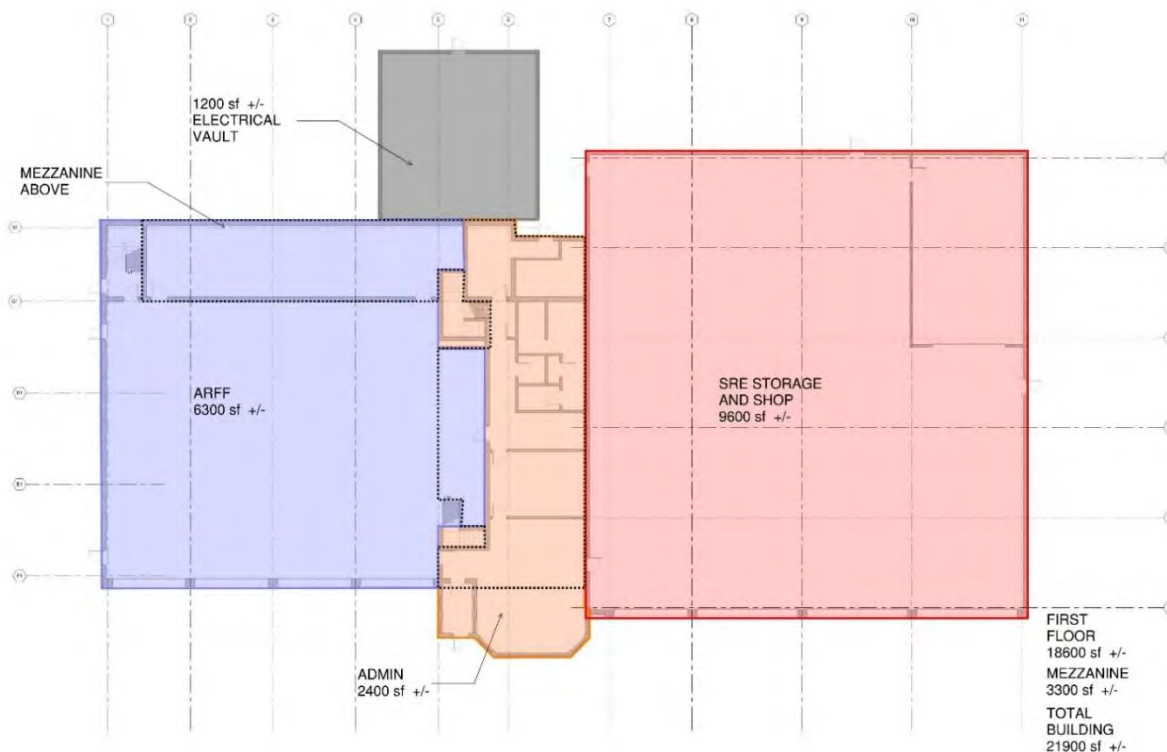 1200 sf +/-
ELECTRICAL
VAULT
MEZZANINE
ABOVE
ARFF
6300 sf +/-
SRE STORAGE
AND SHOP
9600 sf +/-
ADMIN
2400 sf +/-
FIRST
FLOOR
18600 sf +/-
MEZZANINE
3300 sf +/-
TOTAL
BUILDING
21900 sf +/-